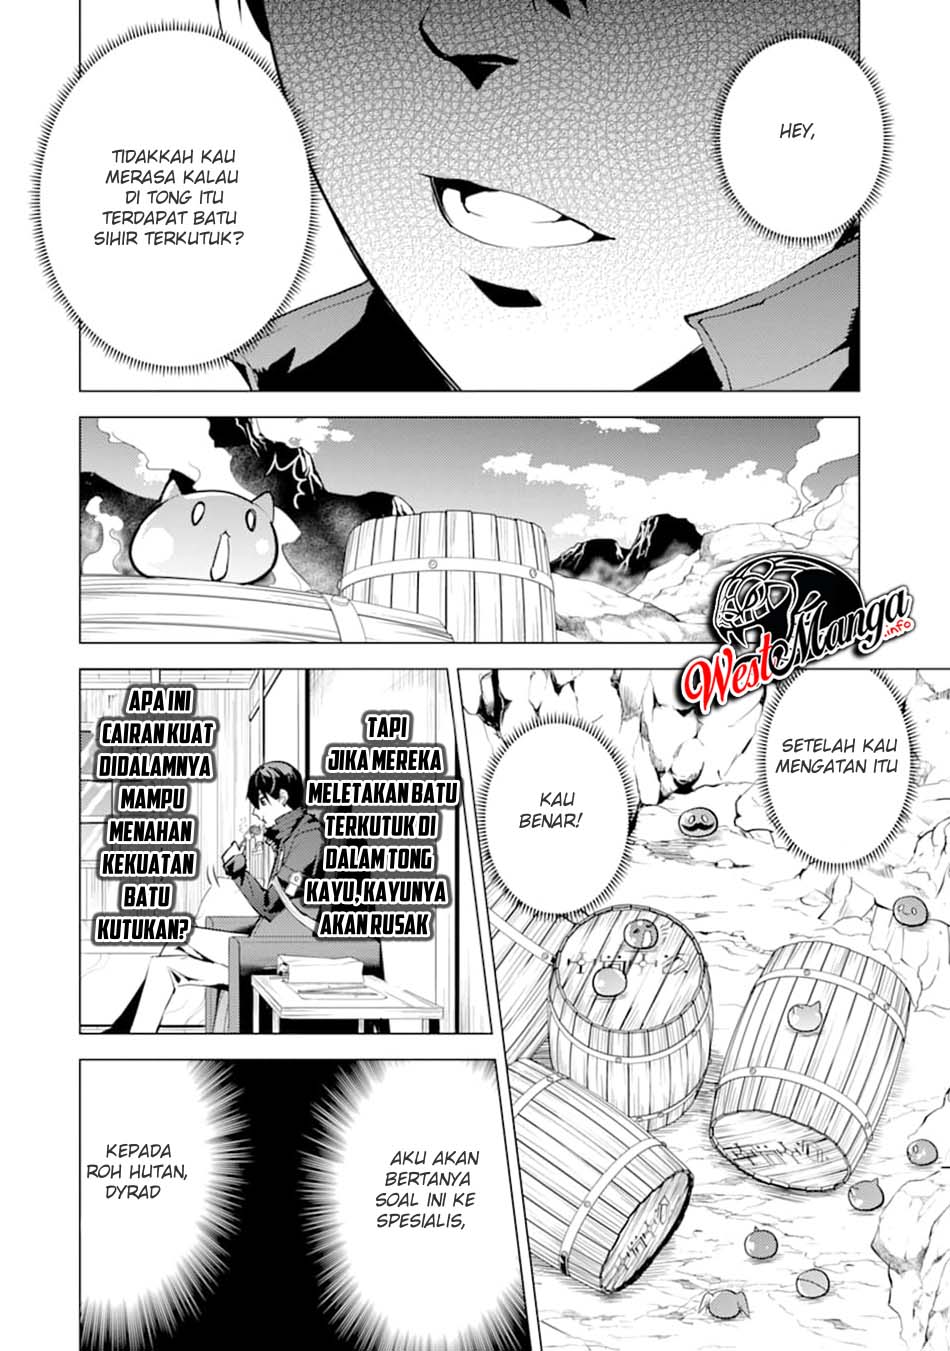 HEY,
TIDAKKAH KAU
MERASA KALAU
DI TONG ITU
TERDAPAT BATU
SIHIR TERKUTUK?
WestManga
.info
SETELAH KAU
MENGATAN ITU
KAU
BENAR!
TAPI
JIKA MEREKA
MELETAKAN BATU
TERKUTUK DI
DALAM TONG
KAYU, KAYUNYA
AKAN RUSAK
APA INI
CAIRAN KUAT
DIDALAMNYA
MAMPU
MENAHAN
KEKUATAN
BATU
KUTUKAN?
AKU AKAN
BERTANYA
SOAL INI KE
SPESIALIS,
KEPADA
ROH HUTAN,
DYRAD